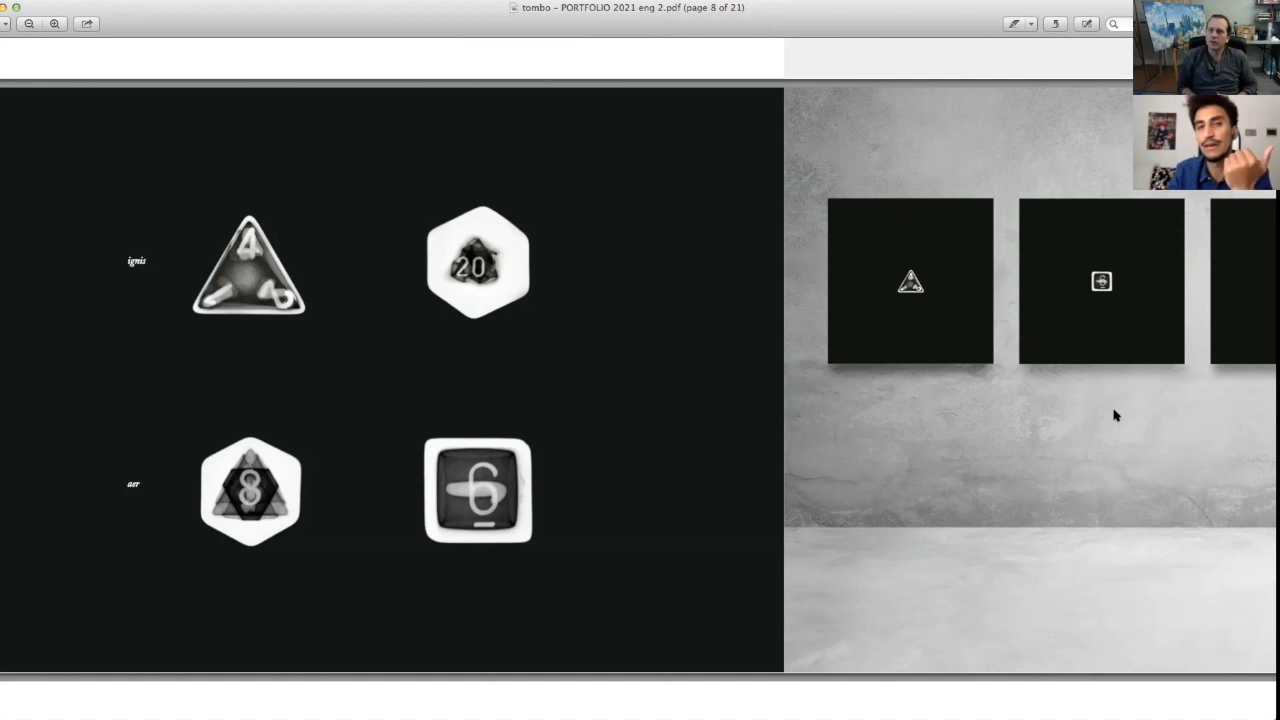 tombo – PORTFOLIO 2021 eng 2.pdf (page 8 of 21)
ignis
4
20
aer
8
6